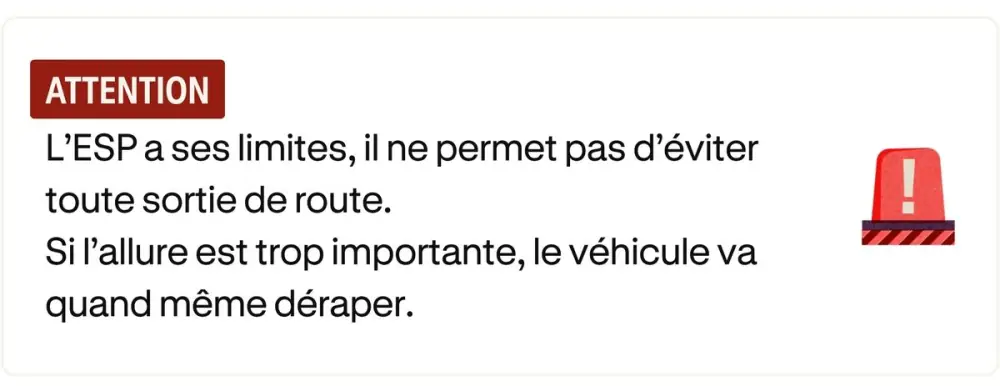 ATTENTION
L’ESP a ses limites, il ne permet pas d’éviter
toute sortie de route.
Si l’allure est trop importante, le véhicule va
quand même déraper.
!